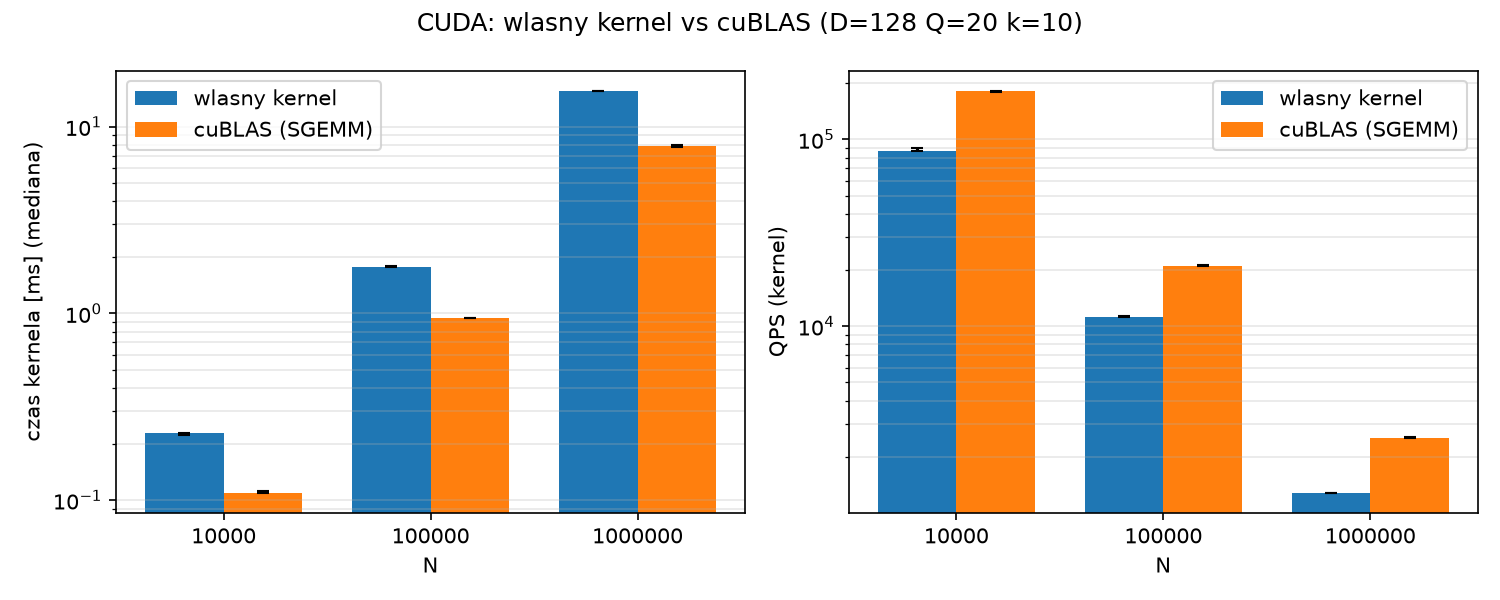 CUDA: wlasny kernel vs cuBLAS (D=128 Q=20 k=10)
czas kernela [ms] (mediana)
10¹
10⁰
10⁻¹
wlasny kernel
cuBLAS (SGEMM)
10000
100000
1000000
N
QPS (kernel)
10⁵
10⁴
wlasny kernel
cuBLAS (SGEMM)
10000
100000
1000000
N